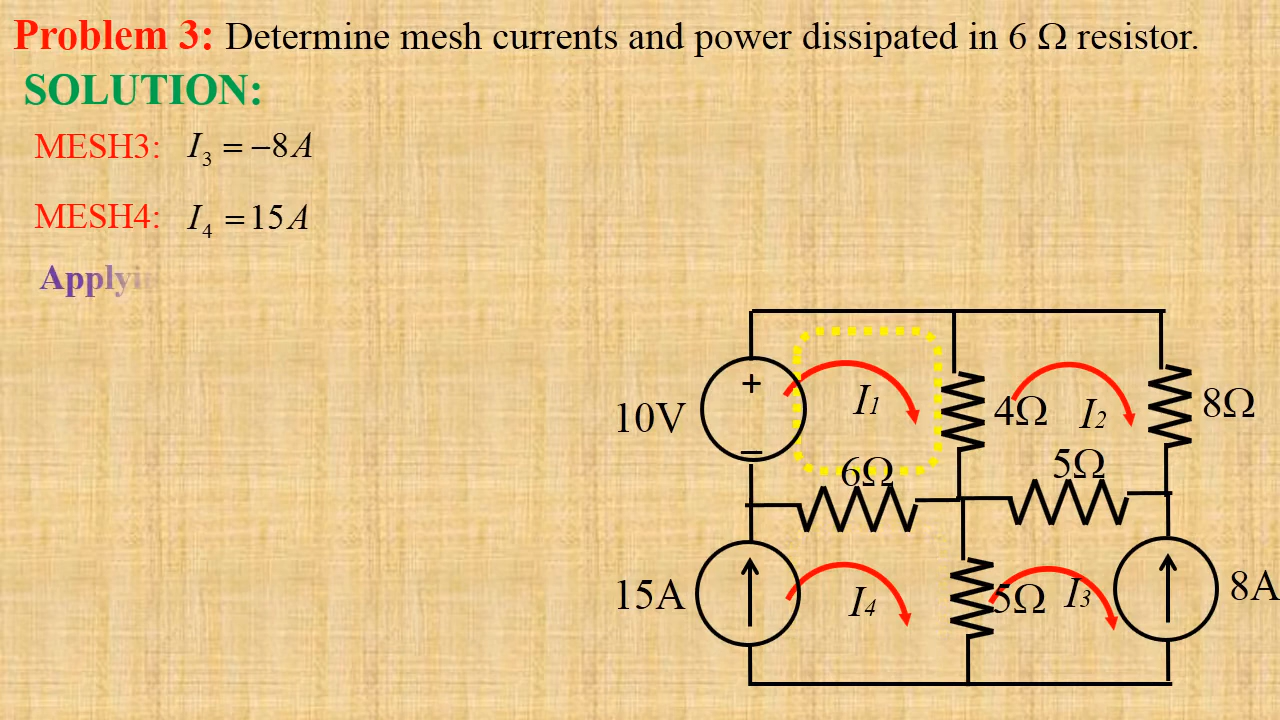 Problem 3: Determine mesh currents and power dissipated in 6 Ω resistor.
SOLUTION:
MESH3: I₃ = −8A
MESH4: I₄ = 15A
+
10V
−
I₁
4Ω
I₂
8Ω
6Ω
5Ω
15A
I₄
5Ω
I₃
8A